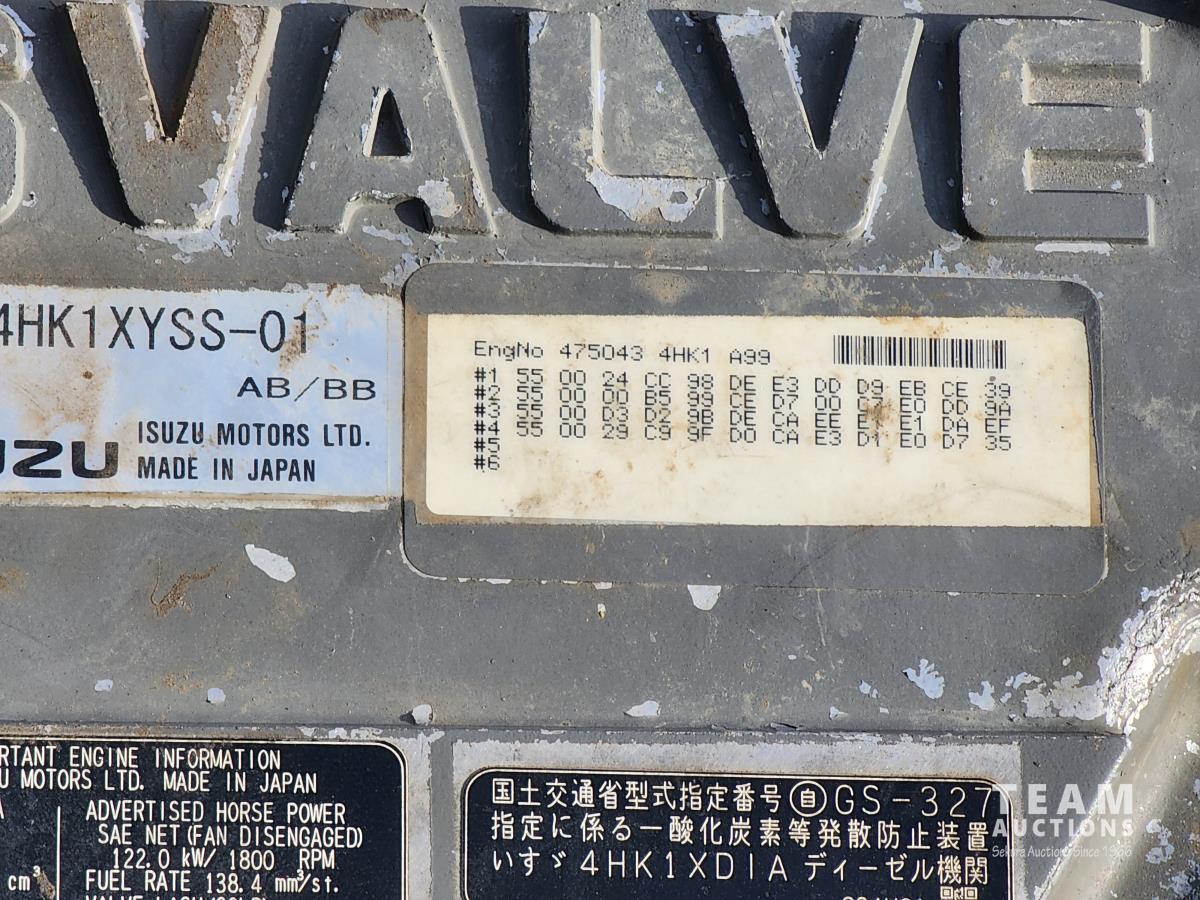 VALVE
4HK1XYSS-01
AB/BB
ISUZU MOTORS LTD.
MADE IN JAPAN
EngNo 475043 4HK1 A99
#1 55 00 24 CC 98 DE E3 DD D9 EB CE 39
#2 55 00 00 B5 99 CE D7 00 C7 E0 DD 9A
#3 55 00 D3 D2 9B DE CA EE E1 DA EF
#4 55 00 29 C9 9F D0 CA E3 D1 E0 D7 35
#5
#6
ENGINE INFORMATION
MOTORS LTD. MADE IN JAPAN
ADVERTISED HORSE POWER
SAE NET (FAN DISENGAGED)
122.0 kW/ 1800 RPM
cm³
FUEL RATE 138.4 mm³/st.
国土交通省型式指定番号 自 GS-327
指定に係る一酸化炭素等発散防止装置
いすゞ 4HK1XDIA ディーゼル機関
TEAM
AUCTIONS